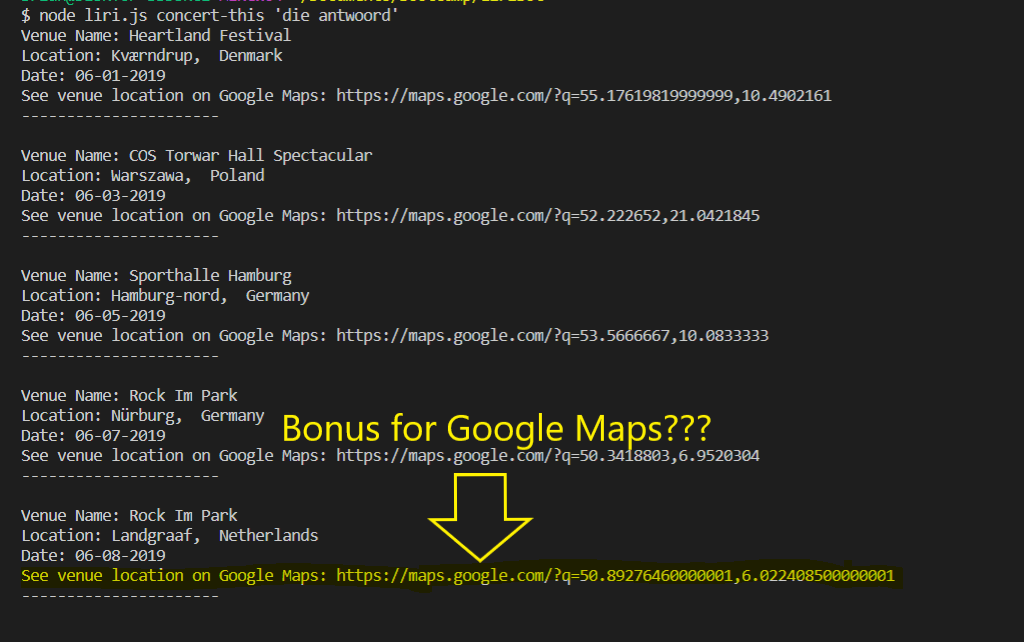 $ node liri.js concert-this 'die antwoord'
Venue Name: Heartland Festival
Location: Kværndrup,  Denmark
Date: 06-01-2019
See venue location on Google Maps: https://maps.google.com/?q=55.17619819999999,10.4902161
----------------------
Venue Name: COS Torwar Hall Spectacular
Location: Warszawa,  Poland
Date: 06-03-2019
See venue location on Google Maps: https://maps.google.com/?q=52.222652,21.0421845
----------------------
Venue Name: Sporthalle Hamburg
Location: Hamburg-nord,  Germany
Date: 06-05-2019
See venue location on Google Maps: https://maps.google.com/?q=53.5666667,10.0833333
----------------------
Venue Name: Rock Im Park
Location: Nürburg,  Germany
Bonus for Google Maps???
Date: 06-07-2019
See venue location on Google Maps: https://maps.google.com/?q=50.3418803,6.9520304
----------------------
Venue Name: Rock Im Park
Location: Landgraaf,  Netherlands
Date: 06-08-2019
See venue location on Google Maps: https://maps.google.com/?q=50.89276460000001,6.022408500000001
----------------------